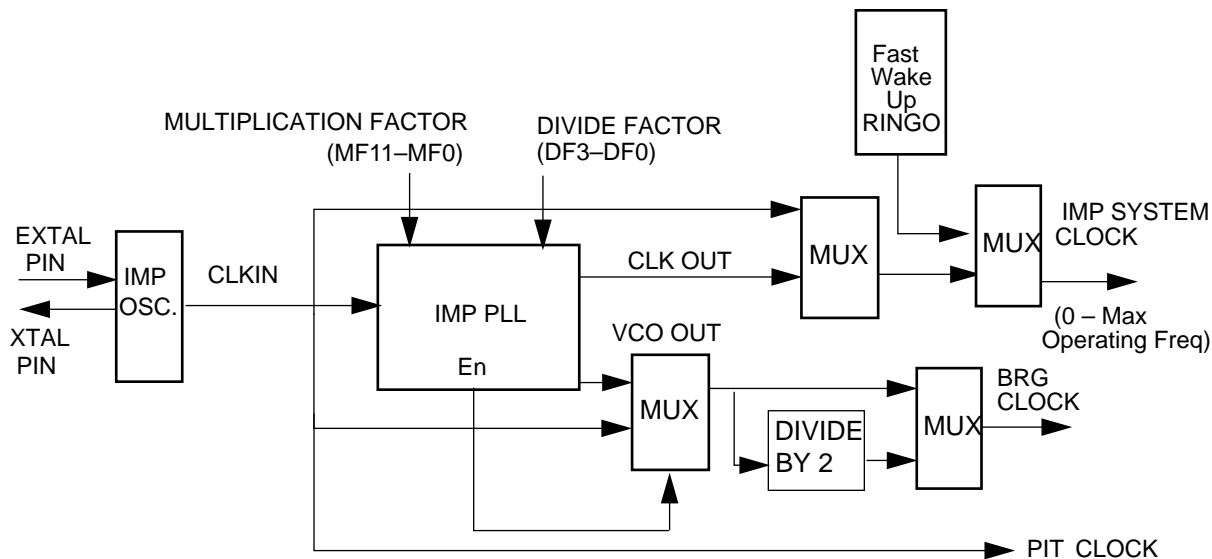 Fast
Wake
Up
RINGO
MULTIPLICATION FACTOR
(MF11–MF0)
DIVIDE FACTOR
(DF3–DF0)
EXTAL
PIN
XTAL
PIN
IMP
OSC.
CLKIN
IMP PLL
En
CLK OUT
VCO OUT
MUX
MUX
IMP SYSTEM
CLOCK
(0 – Max
Operating Freq)
MUX
DIVIDE
BY 2
MUX
BRG
CLOCK
PIT CLOCK